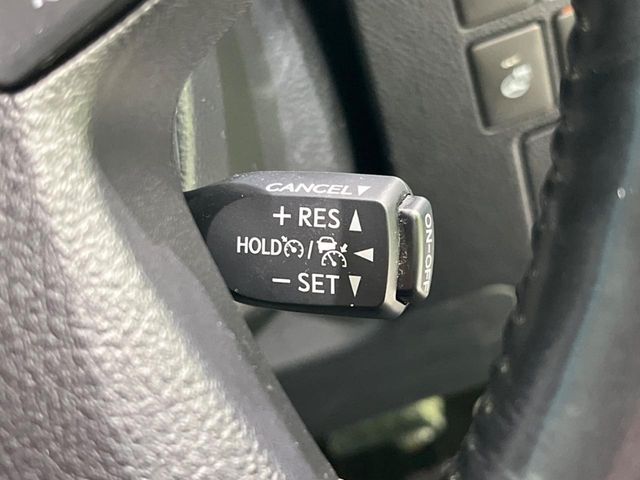 CANCEL▼
+ RES ▲
HOLD / ◀
− SET ▼
ON-OFF